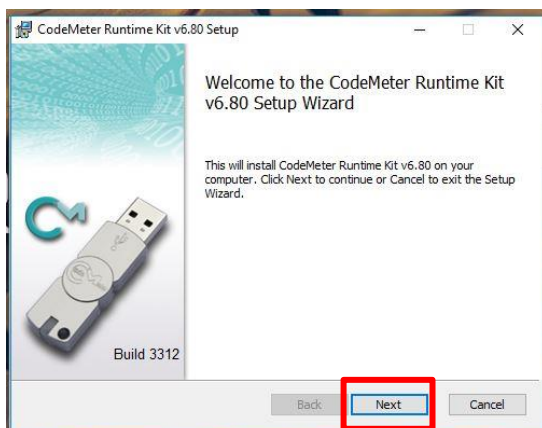 CodeMeter Runtime Kit v6.80 Setup
Welcome to the CodeMeter Runtime Kit
v6.80 Setup Wizard
This will install CodeMeter Runtime Kit v6.80 on your
computer. Click Next to continue or Cancel to exit the Setup
Wizard.
Build 3312
Back
Next
Cancel